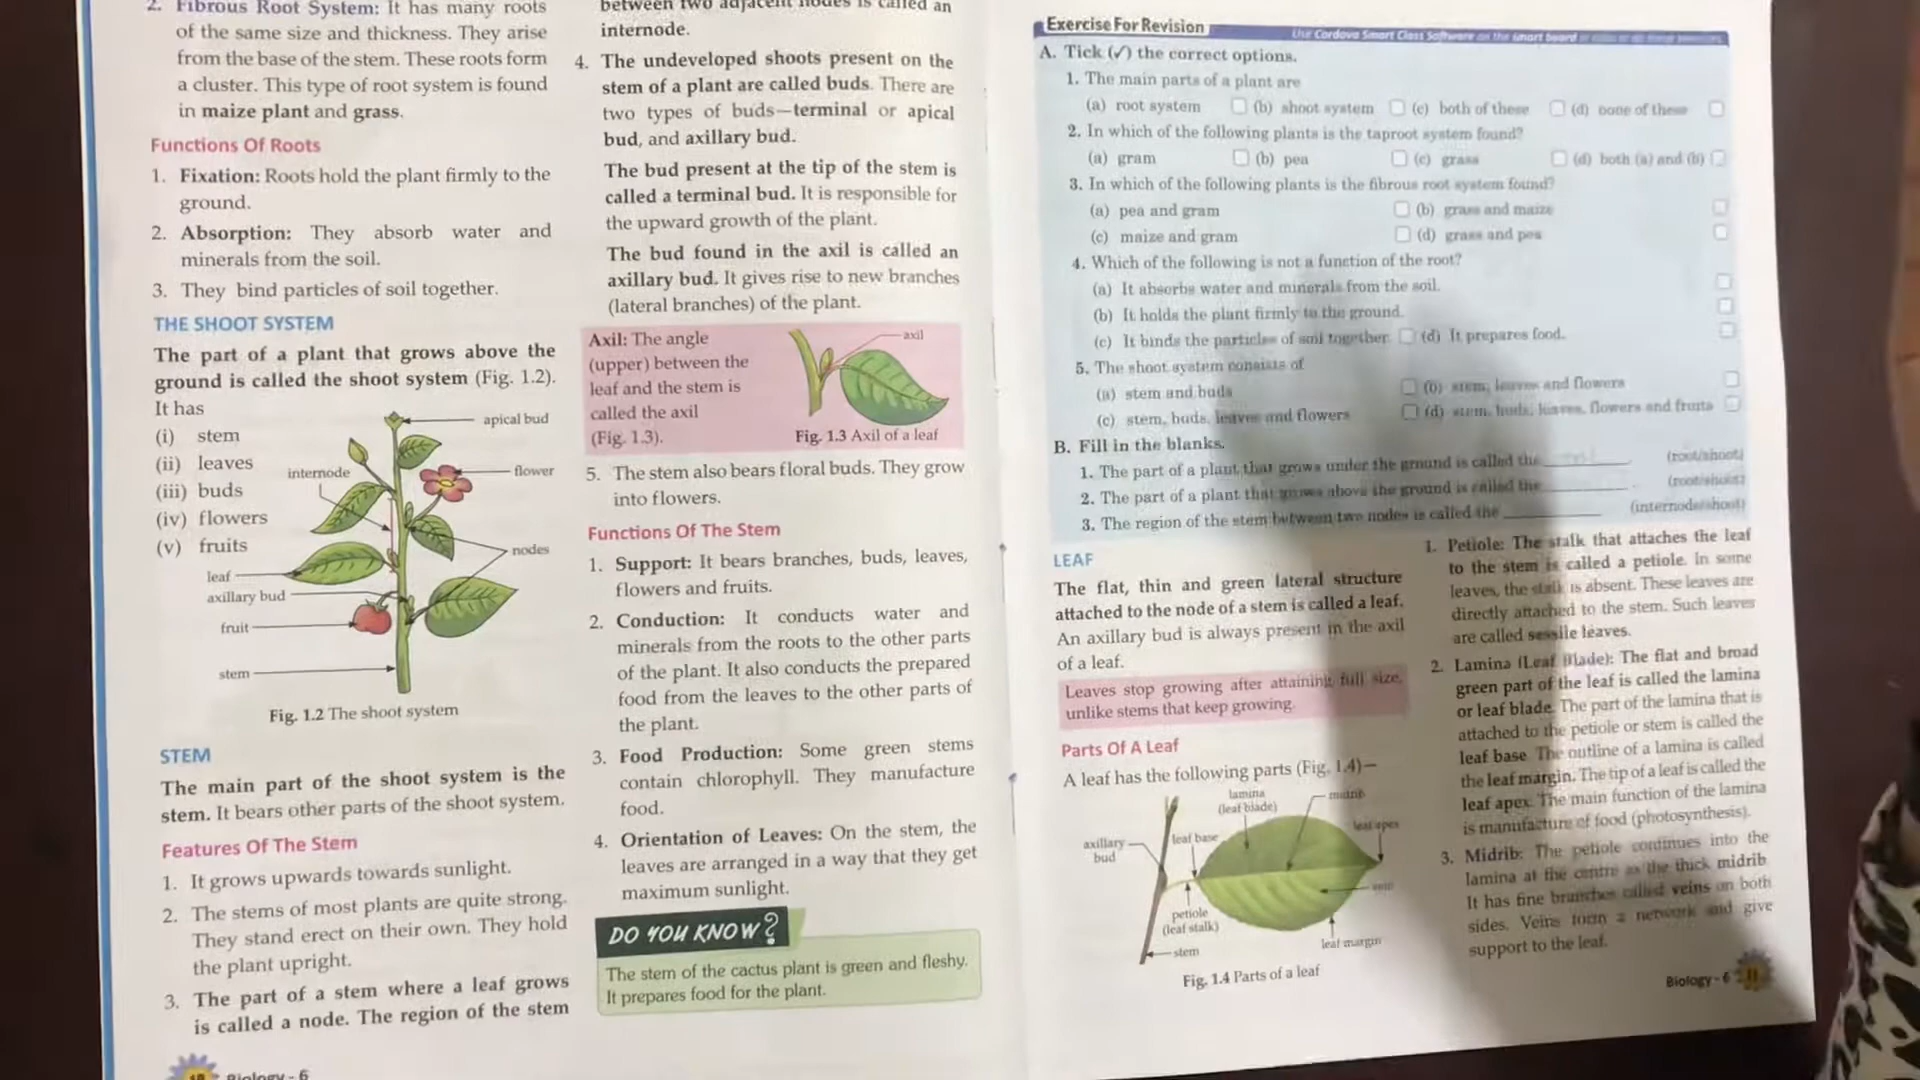 2. Fibrous Root System: It has many roots
of the same size and thickness. They arise
from the base of the stem. These roots form
a cluster. This type of root system is found
in maize plant and grass.
Functions Of Roots
1. Fixation: Roots hold the plant firmly to the
ground.
2. Absorption: They absorb water and
minerals from the soil.
3. They bind particles of soil together.
THE SHOOT SYSTEM
The part of a plant that grows above the
ground is called the shoot system (Fig. 1.2).
It has
(i) stem
(ii) leaves
(iii) buds
(iv) flowers
(v) fruits
apical bud
internode
flower
nodes
leaf
axillary bud
fruit
stem
Fig. 1.2 The shoot system
STEM
The main part of the shoot system is the
stem. It bears other parts of the shoot system.
Features Of The Stem
1. It grows upwards towards sunlight.
2. The stems of most plants are quite strong.
They stand erect on their own. They hold
the plant upright.
3. The part of a stem where a leaf grows
is called a node. The region of the stem
10 Biology - 6
between two adjacent nodes is called an
internode.
4. The undeveloped shoots present on the
stem of a plant are called buds. There are
two types of buds—terminal or apical
bud, and axillary bud.
The bud present at the tip of the stem is
called a terminal bud. It is responsible for
the upward growth of the plant.
The bud found in the axil is called an
axillary bud. It gives rise to new branches
(lateral branches) of the plant.
Axil: The angle
(upper) between the
leaf and the stem is
called the axil
(Fig. 1.3).
axil
Fig. 1.3 Axil of a leaf
5. The stem also bears floral buds. They grow
into flowers.
Functions Of The Stem
1. Support: It bears branches, buds, leaves,
flowers and fruits.
2. Conduction: It conducts water and
minerals from the roots to the other parts
of the plant. It also conducts the prepared
food from the leaves to the other parts of
the plant.
3. Food Production: Some green stems
contain chlorophyll. They manufacture
food.
4. Orientation of Leaves: On the stem, the
leaves are arranged in a way that they get
maximum sunlight.
DO YOU KNOW?
The stem of the cactus plant is green and fleshy.
It prepares food for the plant.
Exercise For Revision
Use Cordova Smart Class Software on the smart board
A. Tick (✓) the correct options.
1. The main parts of a plant are
(a) root system (b) shoot system (c) both of these (d) none of these
2. In which of the following plants is the taproot system found?
(a) gram (b) pea (c) grass (d) both (a) and (b)
3. In which of the following plants is the fibrous root system found?
(a) pea and gram (b) grass and maize
(c) maize and gram (d) grass and pea
4. Which of the following is not a function of the root?
(a) It absorbs water and minerals from the soil.
(b) It holds the plant firmly to the ground.
(c) It binds the particles of soil together. (d) It prepares food.
5. The shoot system consists of
(a) stem and buds (b) stem, leaves and flowers
(c) stem, buds, leaves and flowers (d) stem, buds, leaves, flowers and fruits
B. Fill in the blanks.
1. The part of a plant that grows under the ground is called the ________. (root/shoot)
2. The part of a plant that grows above the ground is called the ________. (root/shoot)
3. The region of the stem between two nodes is called the ________ (internode/shoot)
LEAF
The flat, thin and green lateral structure
attached to the node of a stem is called a leaf.
An axillary bud is always present in the axil
of a leaf.
Leaves stop growing after attaining full size,
unlike stems that keep growing.
Parts Of A Leaf
A leaf has the following parts (Fig. 1.4)—
lamina
(leaf blade)
midrib
leaf apex
axillary
bud
leaf base
vein
petiole
(leaf stalk)
leaf margin
stem
Fig. 1.4 Parts of a leaf
1. Petiole: The stalk that attaches the leaf
to the stem is called a petiole. In some
leaves, the stalk is absent. These leaves are
directly attached to the stem. Such leaves
are called sessile leaves.
2. Lamina (Leaf Blade): The flat and broad
green part of the leaf is called the lamina
or leaf blade. The part of the lamina that is
attached to the petiole or stem is called the
leaf base. The outline of a lamina is called
the leaf margin. The tip of a leaf is called the
leaf apex. The main function of the lamina
is manufacture of food (photosynthesis).
3. Midrib: The petiole continues into the
lamina at the centre as the thick midrib
It has fine branches called veins on both
sides. Veins form a network and give
support to the leaf.
Biology - 6 11